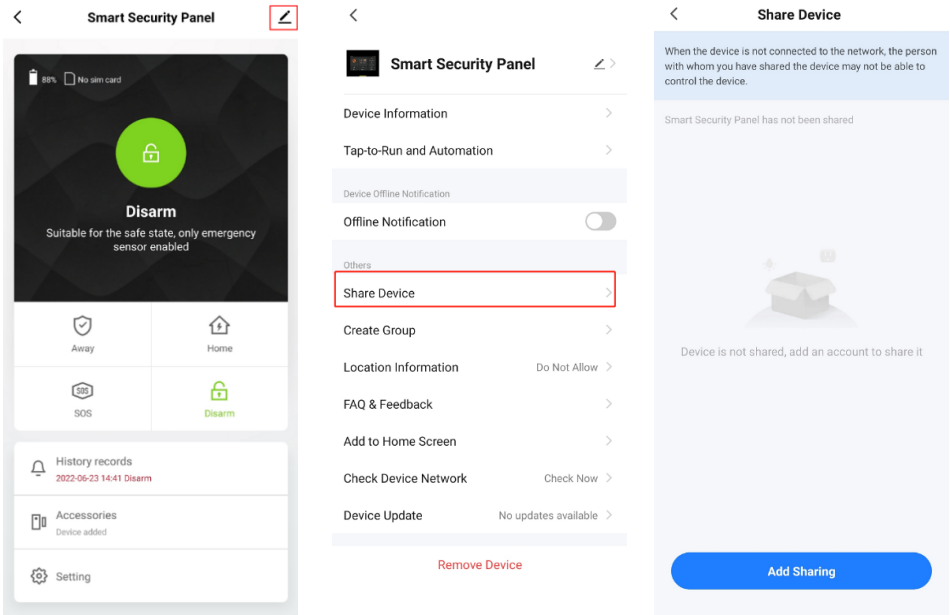 Smart Security Panel
88%
No sim card
Disarm
Suitable for the safe state, only emergency
sensor enabled
Away
Home
SOS
SOS
Disarm
History records
2022-06-23 14:41 Disarm
Accessories
Device added
Setting
Smart Security Panel
Device Information
Tap-to-Run and Automation
Device Offline Notification
Offline Notification
Others
Share Device
Create Group
Location Information Do Not Allow
FAQ & Feedback
Add to Home Screen
Check Device Network Check Now
Device Update No updates available
Remove Device
Share Device
When the device is not connected to the network, the person
with whom you have shared the device may not be able to
control the device.
Smart Security Panel has not been shared
Device is not shared, add an account to share it
Add Sharing